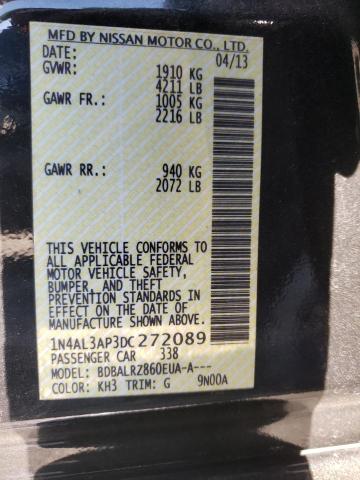 MFD BY NISSAN MOTOR CO., LTD.
DATE: 04/13
GVWR: 1910 KG
4211 LB
GAWR FR.: 1005 KG
2216 LB
GAWR RR.: 940 KG
2072 LB
THIS VEHICLE CONFORMS TO
ALL APPLICABLE FEDERAL
MOTOR VEHICLE SAFETY,
BUMPER, AND THEFT
PREVENTION STANDARDS IN
EFFECT ON THE DATE OF
MANUFACTURE SHOWN ABOVE.
1N4AL3AP3DC272089
PASSENGER CAR 338
MODEL: BDBALRZ860EUA-A---
COLOR: KH3 TRIM: G 9N00A